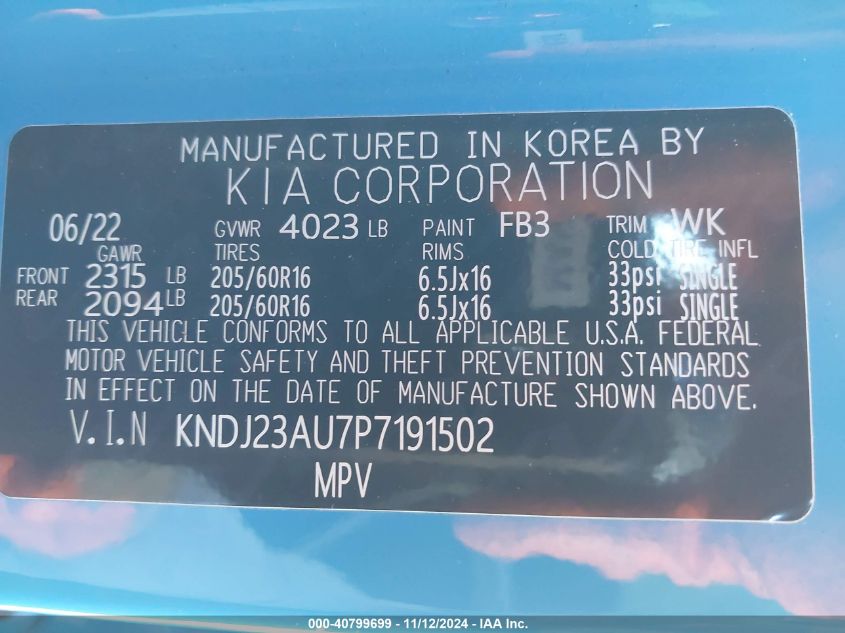 MANUFACTURED IN KOREA BY
KIA CORPORATION
06/22 GVWR 4023 LB PAINT FB3 TRIM WK
GAWR TIRES RIMS COLD TIRE INFL
FRONT 2315 LB 205/60R16 6.5Jx16 33psi SINGLE
REAR 2094 LB 205/60R16 6.5Jx16 33psi SINGLE
THIS VEHICLE CONFORMS TO ALL APPLICABLE U.S.A. FEDERAL
MOTOR VEHICLE SAFETY AND THEFT PREVENTION STANDARDS
IN EFFECT ON THE DATE OF MANUFACTURE SHOWN ABOVE.
V.I.N KNDJ23AU7P7191502
MPV
000-40799699 - 11/12/2024 - IAA Inc.